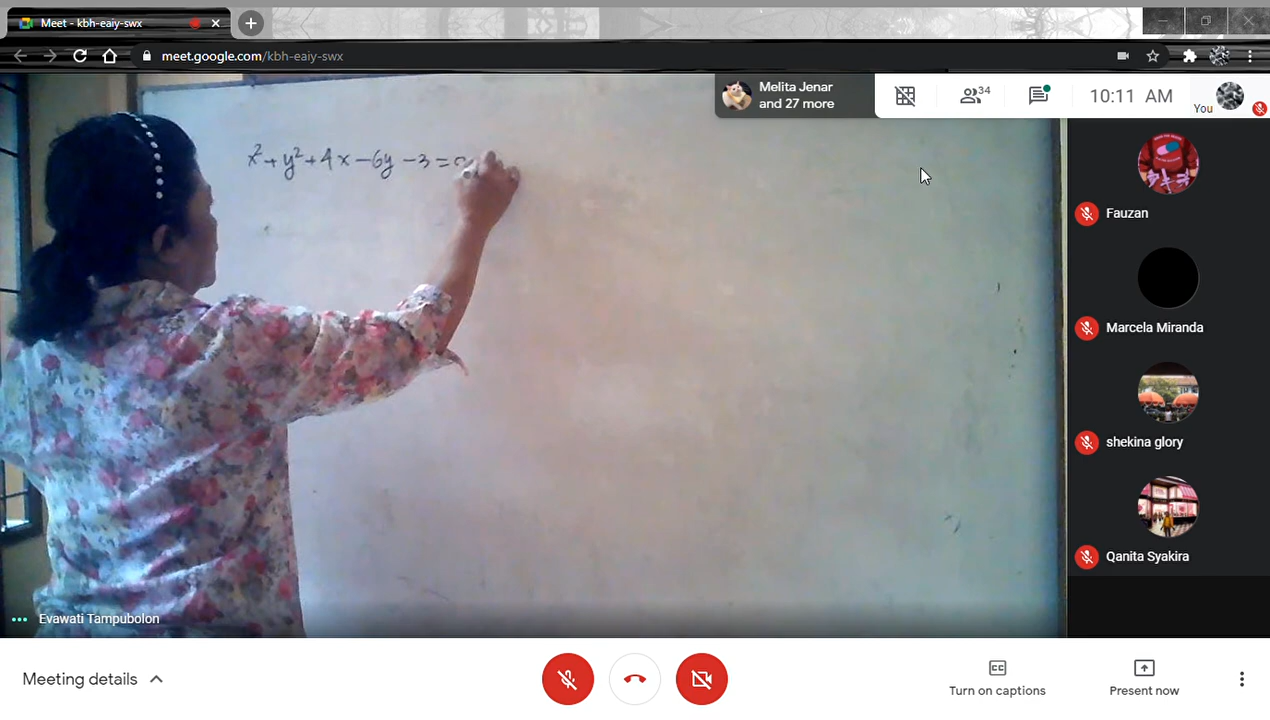 Meet - kbh-eaiy-swx
meet.google.com/kbh-eaiy-swx
Melita Jenar
and 27 more
34
10:11 AM
You
x² + y² + 4x − 6y − 3 = 0
Fauzan
Marcela Miranda
shekina glory
Qanita Syakira
Evawati Tampubolon
Meeting details
CC
Turn on captions
Present now